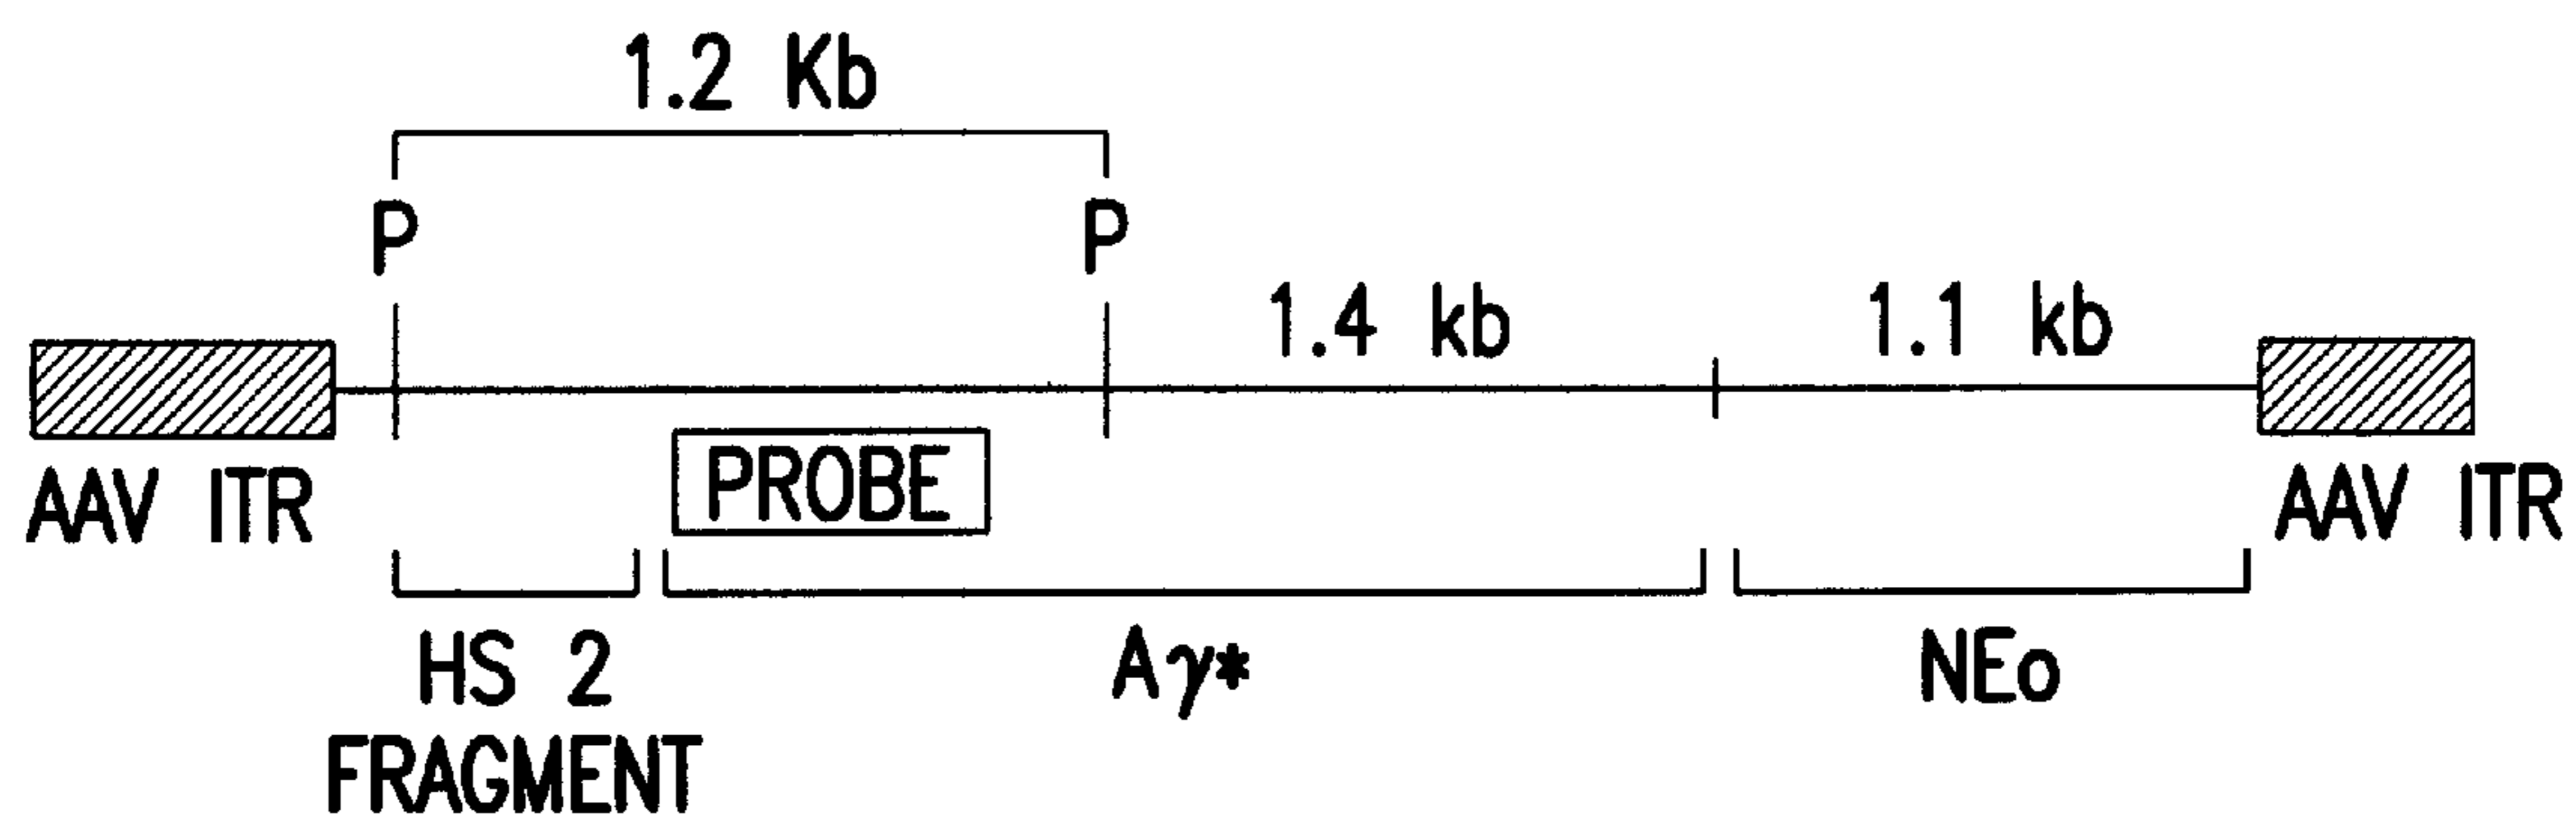 1.2 Kb
P
P
1.4 kb
1.1 kb
AAV ITR
PROBE
AAV ITR
HS 2
FRAGMENT
Aγ*
NEo